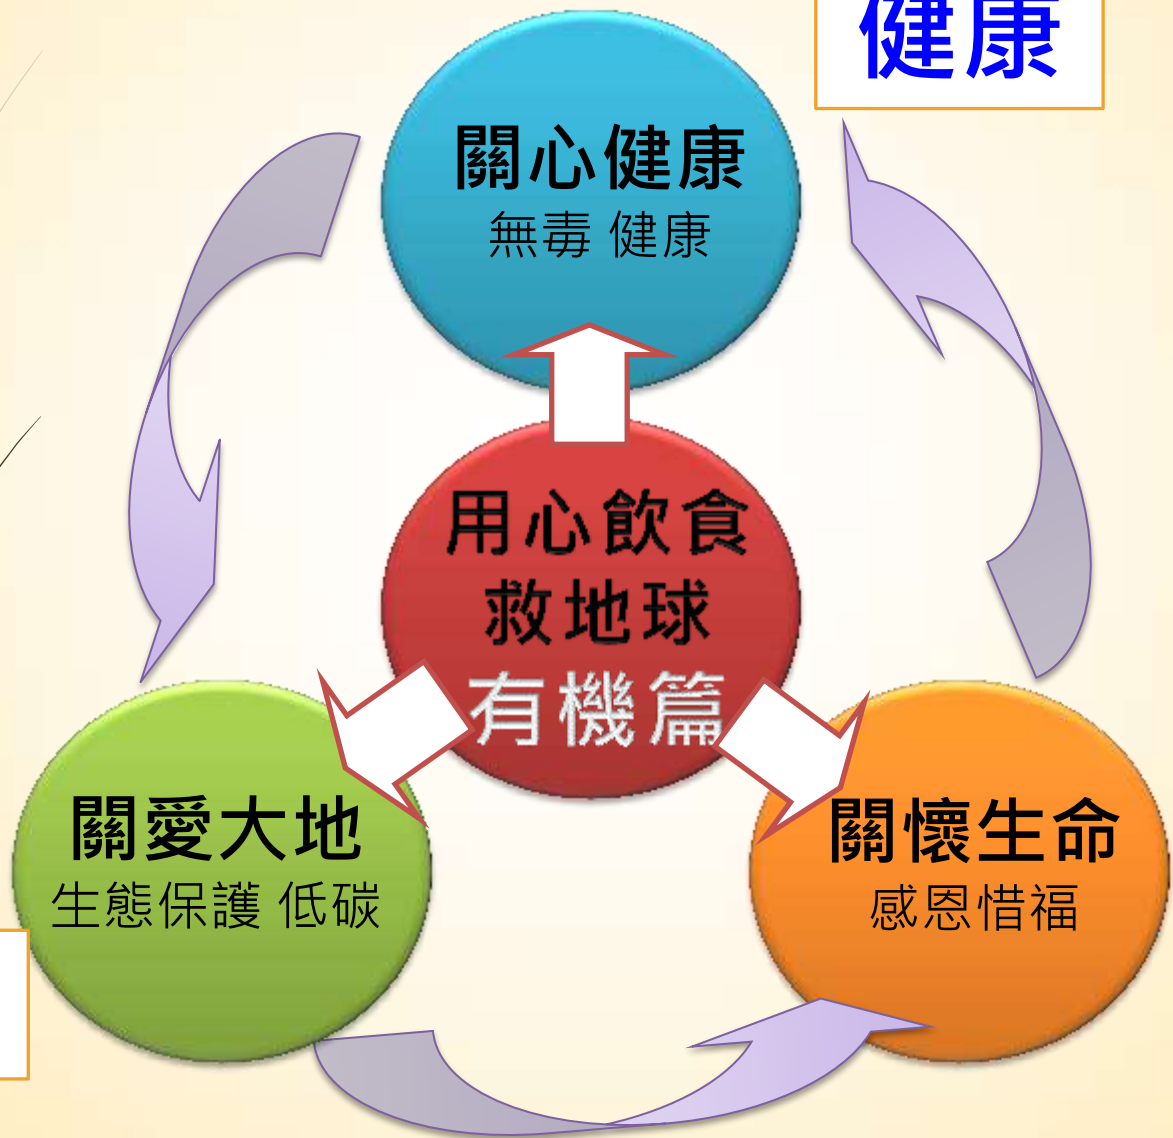 健康
關心健康
無毒 健康
用心飲食
救地球
有機篇
關愛大地
生態保護 低碳
關懷生命
感恩惜福